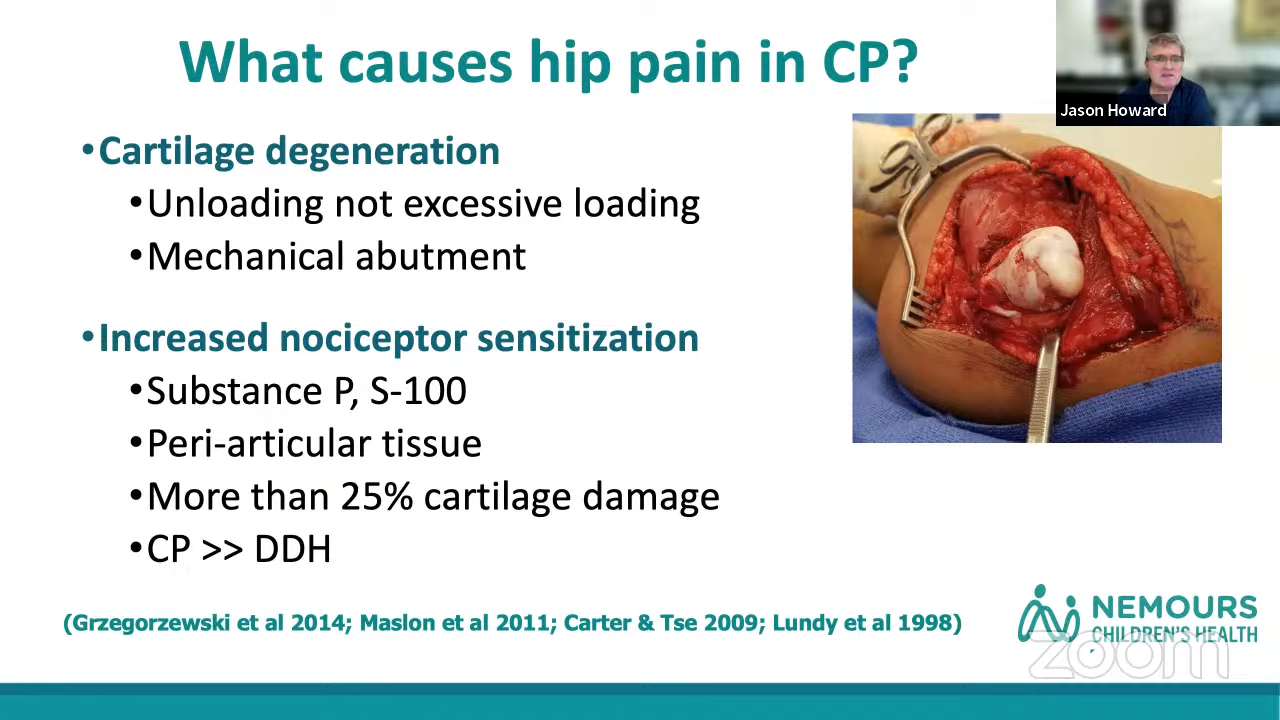 What causes hip pain in CP?
Jason Howard
•Cartilage degeneration
•Unloading not excessive loading
•Mechanical abutment
•Increased nociceptor sensitization
•Substance P, S-100
•Peri-articular tissue
•More than 25% cartilage damage
•CP >> DDH
(Grzegorzewski et al 2014; Maslon et al 2011; Carter & Tse 2009; Lundy et al 1998)
NEMOURS
CHILDREN'S HEALTH
zoom